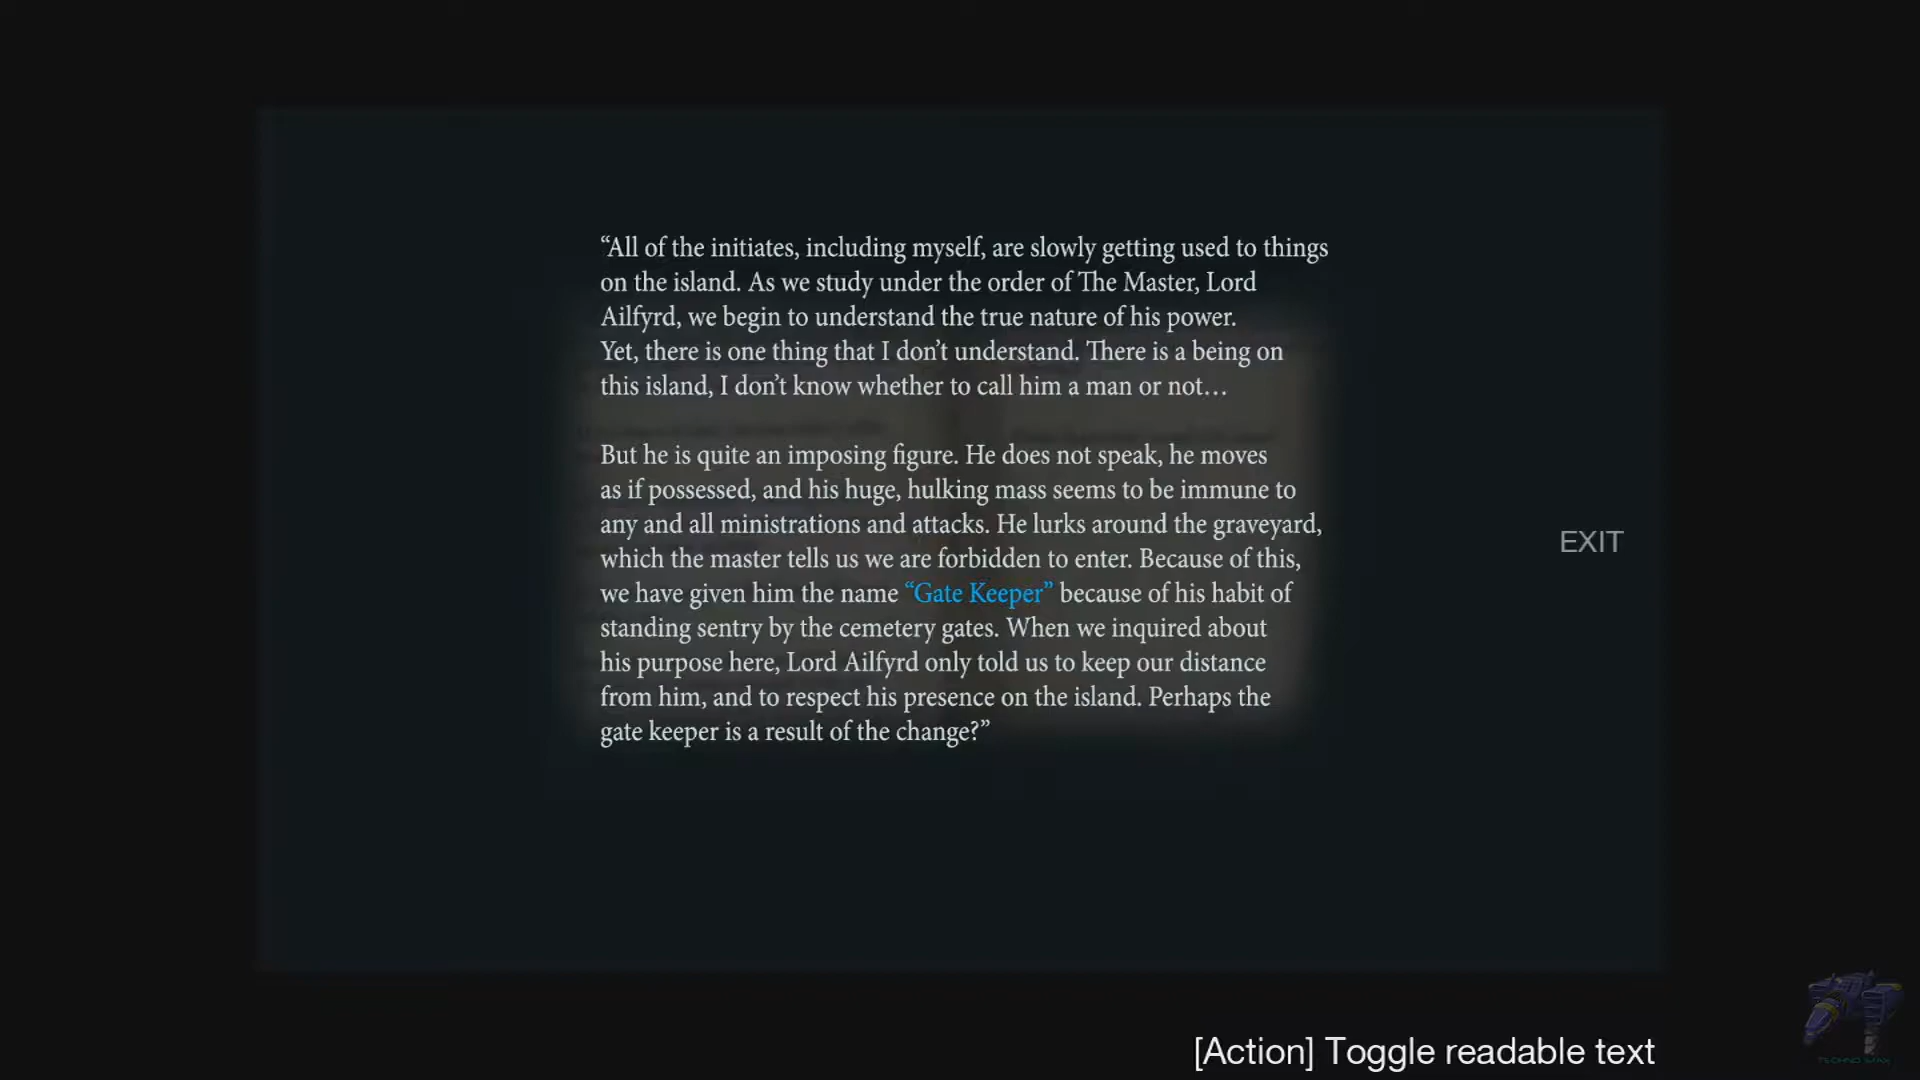 “All of the initiates, including myself, are slowly getting used to things
on the island. As we study under the order of The Master, Lord
Ailfyrd, we begin to understand the true nature of his power.
Yet, there is one thing that I don’t understand. There is a being on
this island, I don’t know whether to call him a man or not…
But he is quite an imposing figure. He does not speak, he moves
as if possessed, and his huge, hulking mass seems to be immune to
any and all ministrations and attacks. He lurks around the graveyard,
which the master tells us we are forbidden to enter. Because of this,
we have given him the name “Gate Keeper” because of his habit of
standing sentry by the cemetery gates. When we inquired about
his purpose here, Lord Ailfyrd only told us to keep our distance
from him, and to respect his presence on the island. Perhaps the
gate keeper is a result of the change?”
EXIT
[Action] Toggle readable text